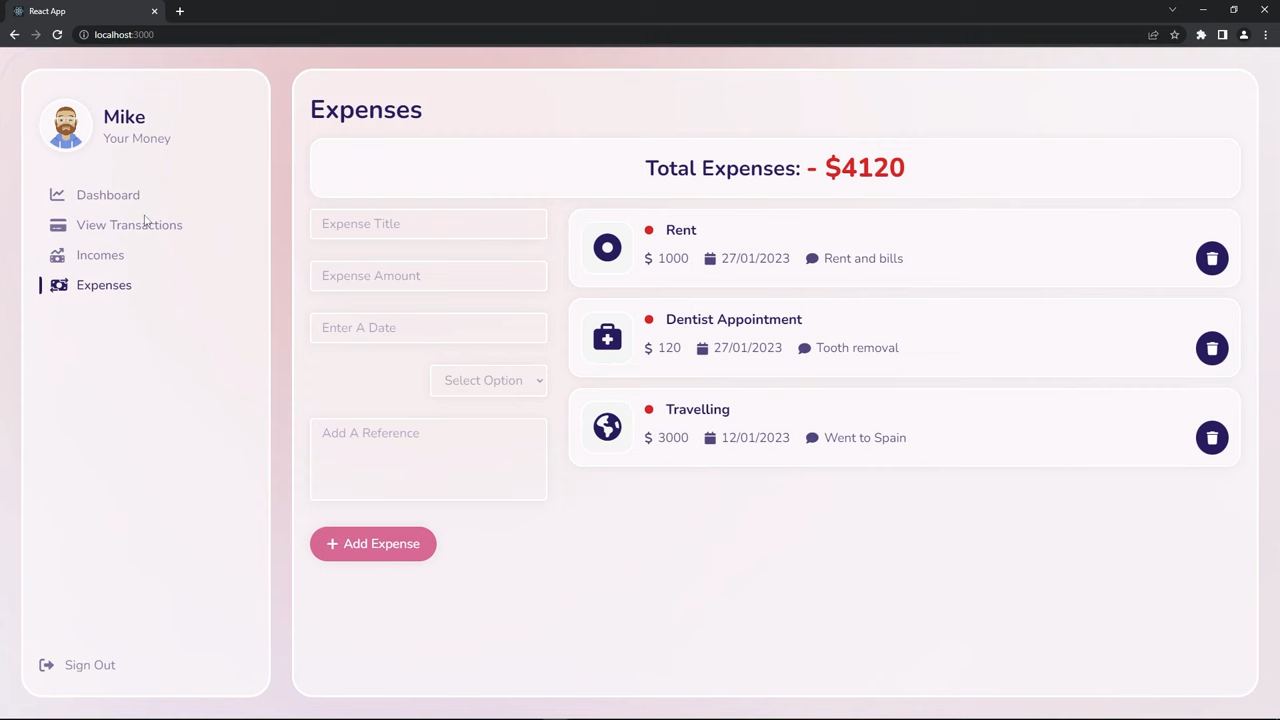 React App
localhost:3000
Mike
Your Money
Dashboard
View Transactions
Incomes
Expenses
Sign Out
Expenses
Total Expenses: - $4120
Expense Title
Expense Amount
Enter A Date
Select Option
Add A Reference
+ Add Expense
Rent
$ 1000 27/01/2023 Rent and bills
Dentist Appointment
$ 120 27/01/2023 Tooth removal
Travelling
$ 3000 12/01/2023 Went to Spain